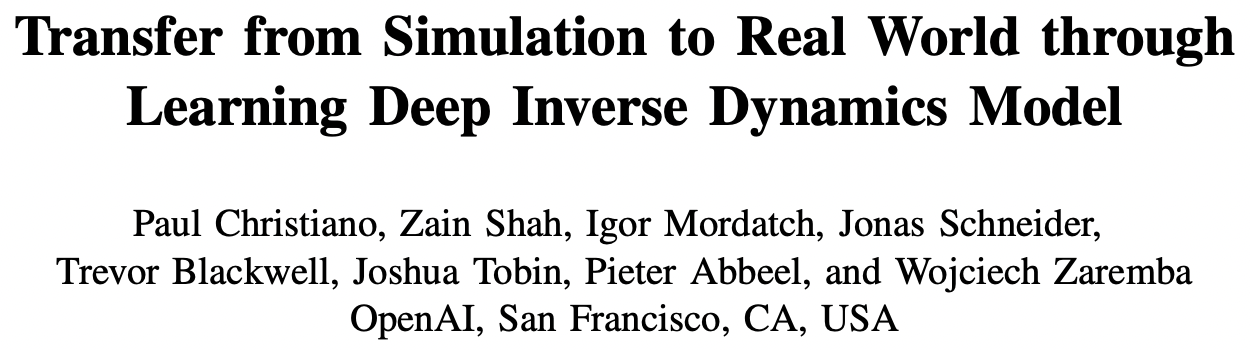 Transfer from Simulation to Real World through
Learning Deep Inverse Dynamics Model
Paul Christiano, Zain Shah, Igor Mordatch, Jonas Schneider,
Trevor Blackwell, Joshua Tobin, Pieter Abbeel, and Wojciech Zaremba
OpenAI, San Francisco, CA, USA